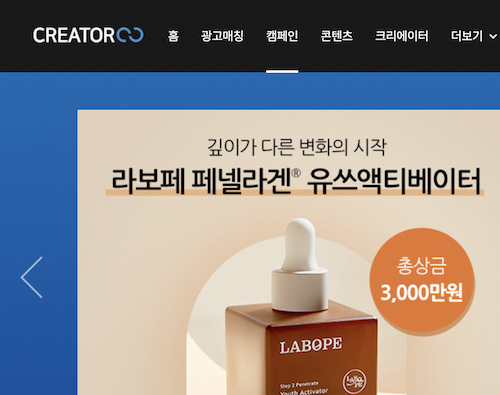 CREATOR
홈
광고매칭
캠페인
콘텐츠
크리에이터
더보기
깊이가 다른 변화의 시작
라보페 페넬라겐® 유쓰액티베이터
총상금
3,000만원
LABOPE
Step 2 Penetrate
Youth Activator